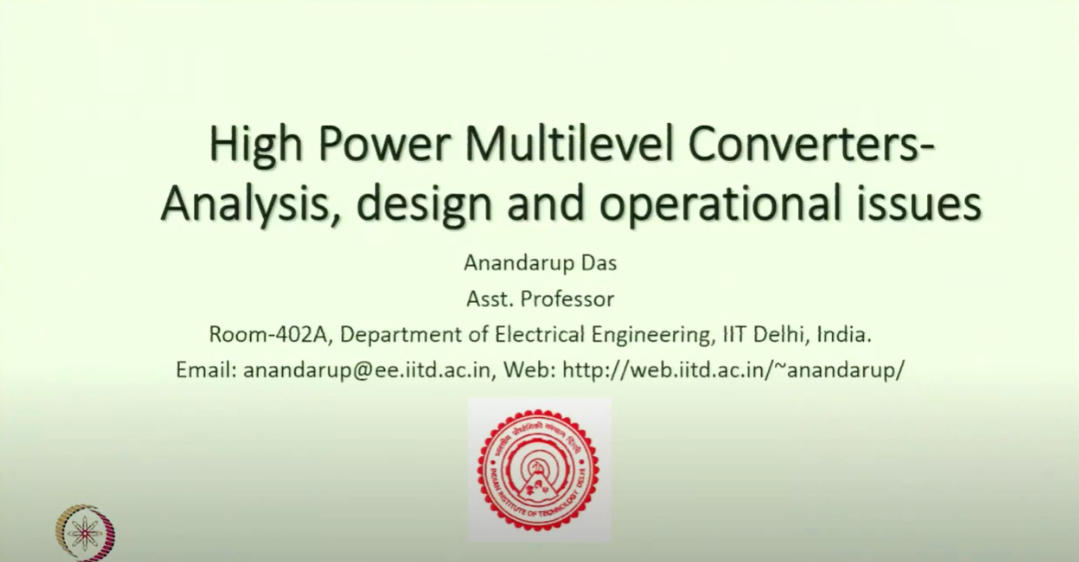 High Power Multilevel Converters-
Analysis, design and operational issues
Anandarup Das
Asst. Professor
Room-402A, Department of Electrical Engineering, IIT Delhi, India.
Email: anandarup@ee.iitd.ac.in, Web: http://web.iitd.ac.in/~anandarup/
भारतीय प्रौद्योगिकी संस्थान दिल्ली
INDIAN INSTITUTE OF TECHNOLOGY DELHI